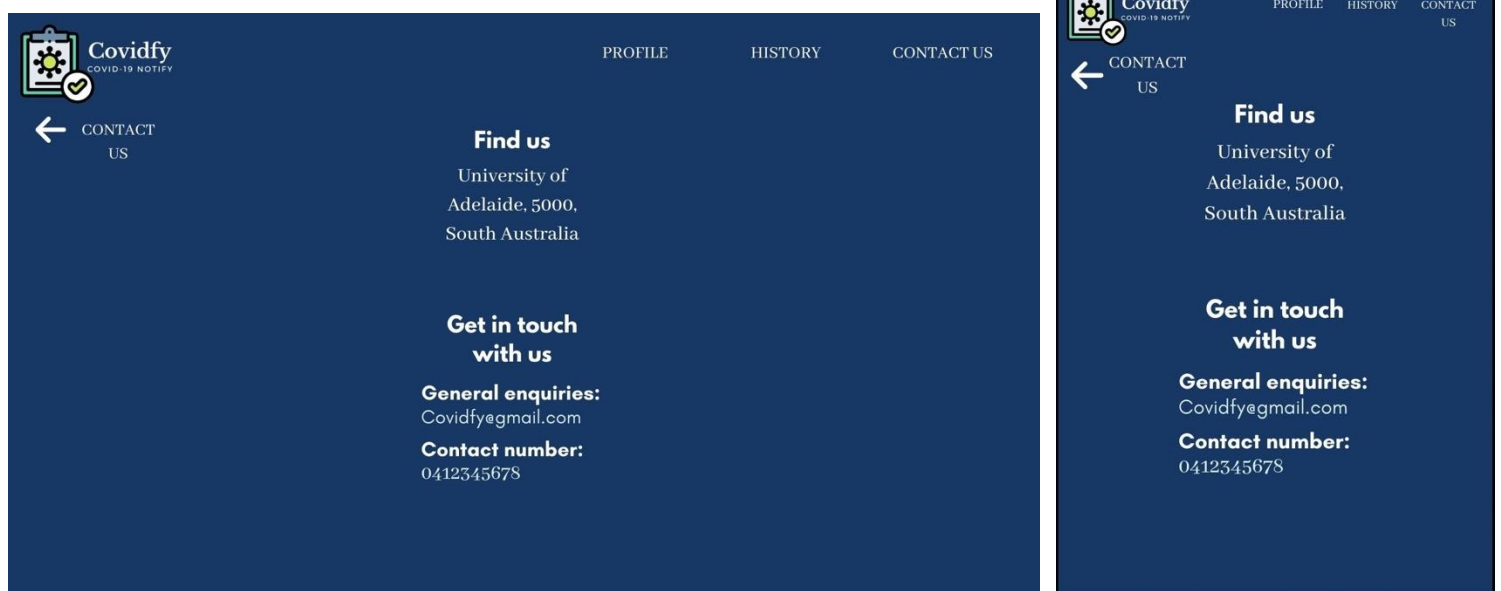 Covidfy
COVID-19 NOTIFY
PROFILE HISTORY CONTACT US
CONTACT
US
Find us
University of
Adelaide, 5000,
South Australia
Get in touch
with us
General enquiries:
Covidfy@gmail.com
Contact number:
0412345678
Covidfy
COVID-19 NOTIFY
PROFILE HISTORY CONTACT
US
CONTACT
US
Find us
University of
Adelaide, 5000,
South Australia
Get in touch
with us
General enquiries:
Covidfy@gmail.com
Contact number:
0412345678